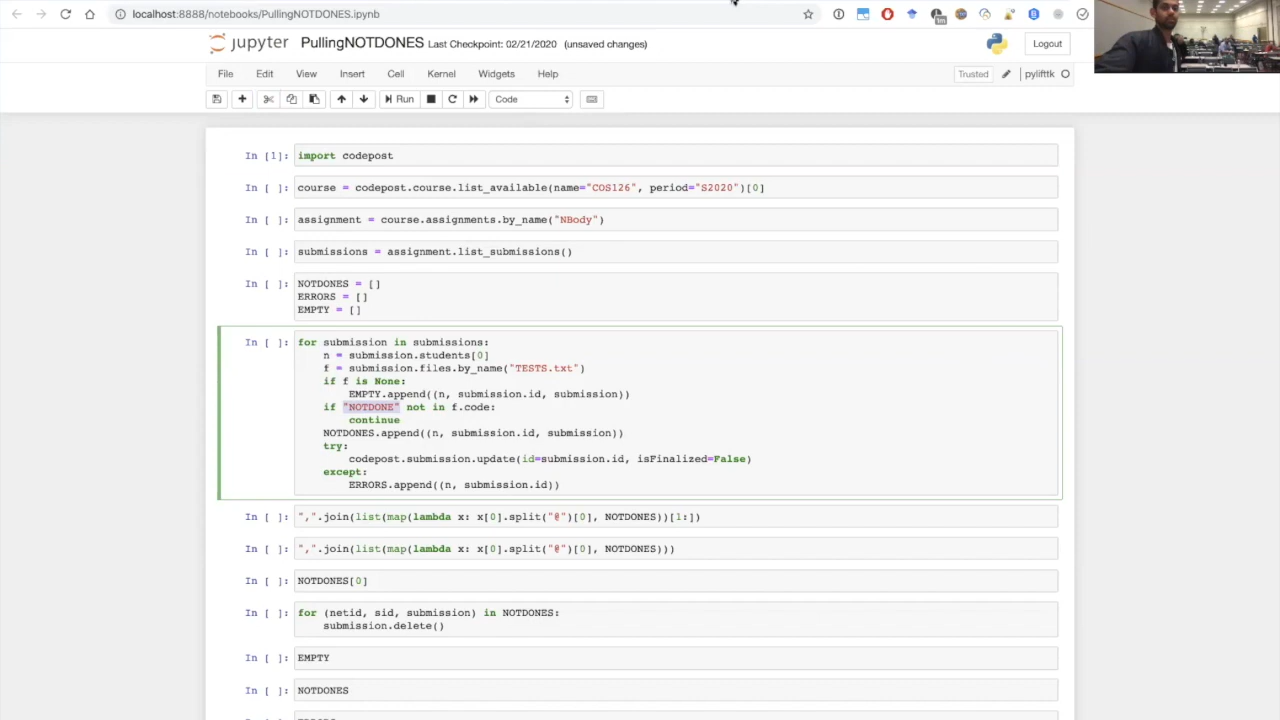 localhost:8888/notebooks/PullingNOTDONES.ipynb
1m
jupyter PullingNOTDONES Last Checkpoint: 02/21/2020 (unsaved changes)
Logout
File Edit View Insert Cell Kernel Widgets Help
Trusted pylifttk
Run Code
In [1]: import codepost
In [ ]: course = codepost.course.list_available(name="COS126", period="S2020")[0]
In [ ]: assignment = course.assignments.by_name("NBody")
In [ ]: submissions = assignment.list_submissions()
In [ ]: NOTDONES = []
ERRORS = []
EMPTY = []
In [ ]: for submission in submissions:
n = submission.students[0]
f = submission.files.by_name("TESTS.txt")
if f is None:
EMPTY.append((n, submission.id, submission))
if "NOTDONE" not in f.code:
continue
NOTDONES.append((n, submission.id, submission))
try:
codepost.submission.update(id=submission.id, isFinalized=False)
except:
ERRORS.append((n, submission.id))
In [ ]: ",".join(list(map(lambda x: x[0].split("@")[0], NOTDONES))[1:])
In [ ]: ",".join(list(map(lambda x: x[0].split("@")[0], NOTDONES)))
In [ ]: NOTDONES[0]
In [ ]: for (netid, sid, submission) in NOTDONES:
submission.delete()
In [ ]: EMPTY
In [ ]: NOTDONES